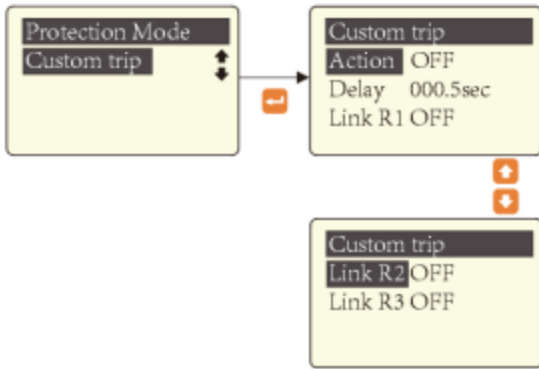 Protection Mode
Custom trip
Custom trip
Action OFF
Delay 000.5sec
Link R1 OFF
Custom trip
Link R2 OFF
Link R3 OFF